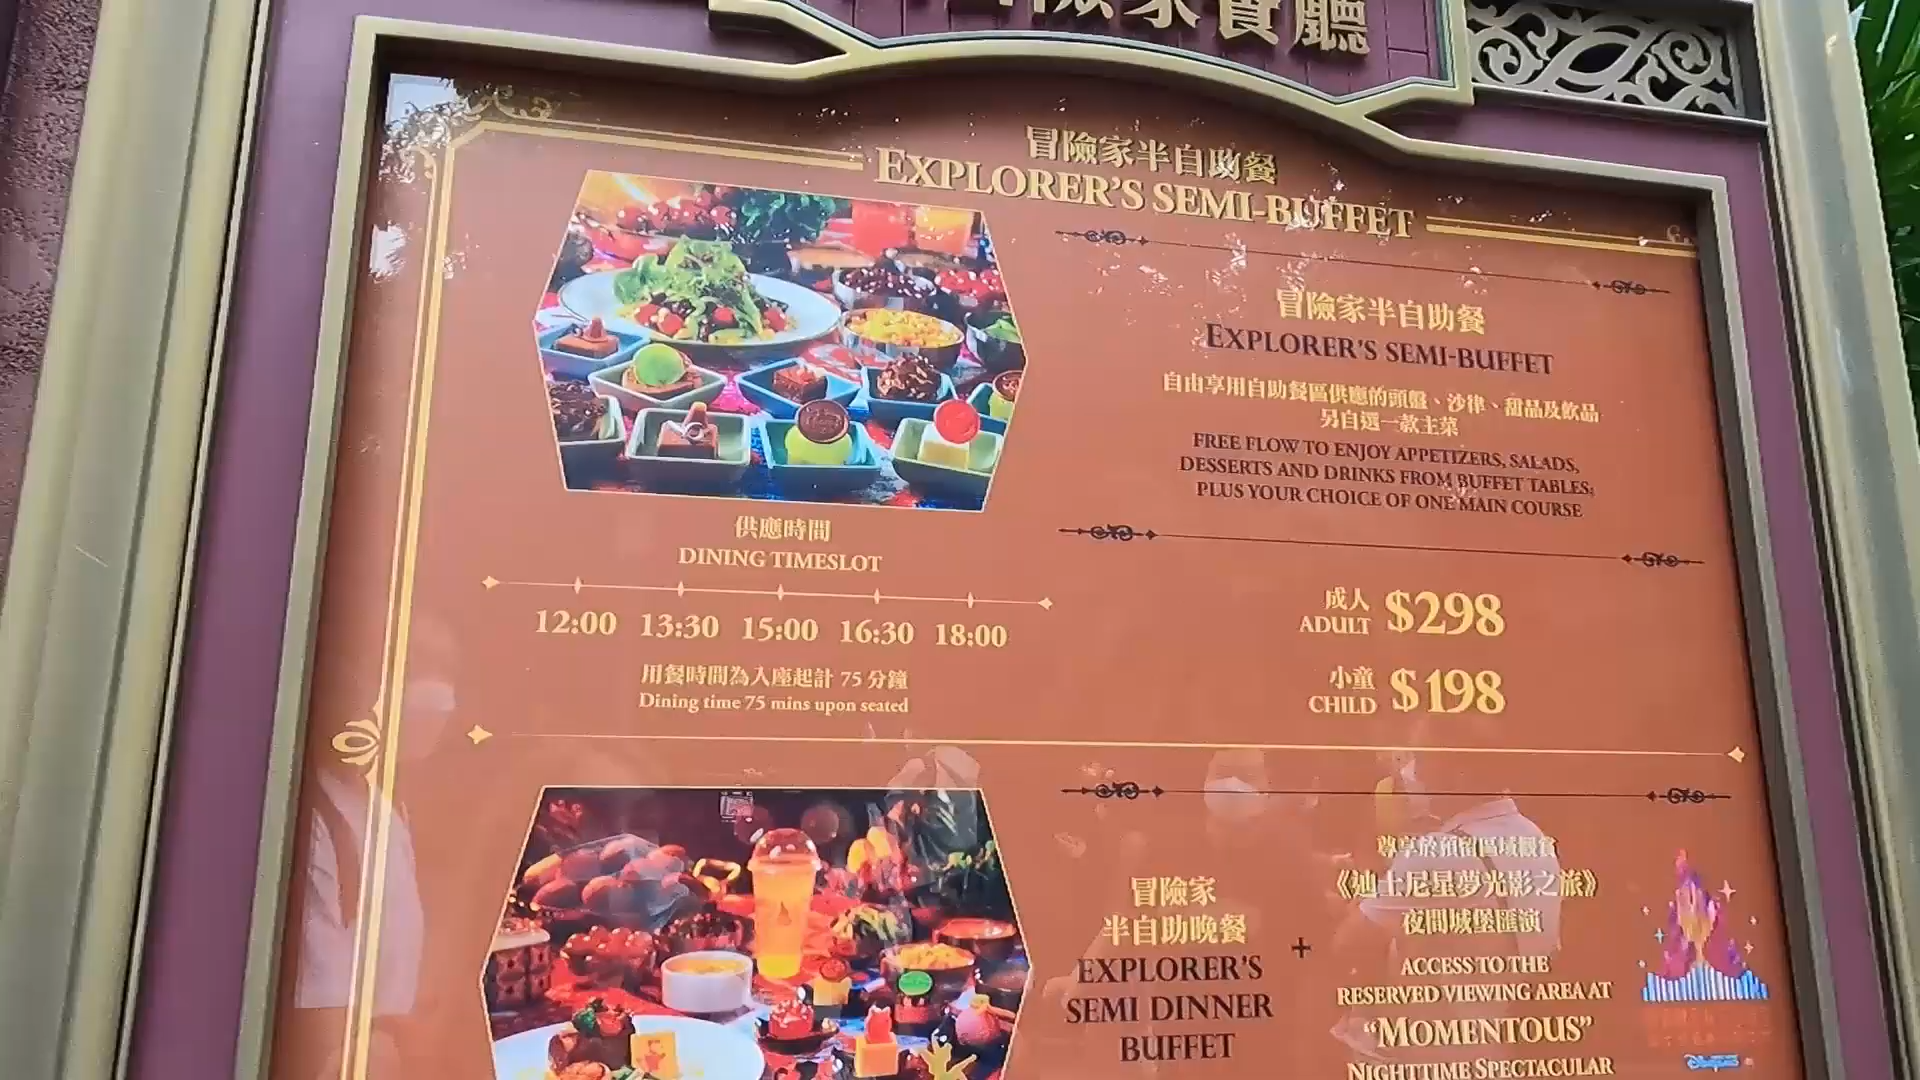 險家餐廳
冒險家半自助餐
EXPLORER'S SEMI-BUFFET
冒險家半自助餐
EXPLORER'S SEMI-BUFFET
自由享用自助餐區供應的頭盤、沙律、甜品及飲品
另自選一款主菜
FREE FLOW TO ENJOY APPETIZERS, SALADS,
DESSERTS AND DRINKS FROM BUFFET TABLES;
PLUS YOUR CHOICE OF ONE MAIN COURSE
供應時間
DINING TIMESLOT
12:00 13:30 15:00 16:30 18:00
用餐時間為入座起計 75 分鐘
Dining time 75 mins upon seated
成人
ADULT $298
小童
CHILD $198
冒險家
半自助晚餐
EXPLORER'S
SEMI DINNER
BUFFET
+
尊享於預留區域觀賞
《迪士尼星夢光影之旅》
夜間城堡匯演
ACCESS TO THE
RESERVED VIEWING AREA AT
“MOMENTOUS”
NIGHTTIME SPECTACULAR
Disney